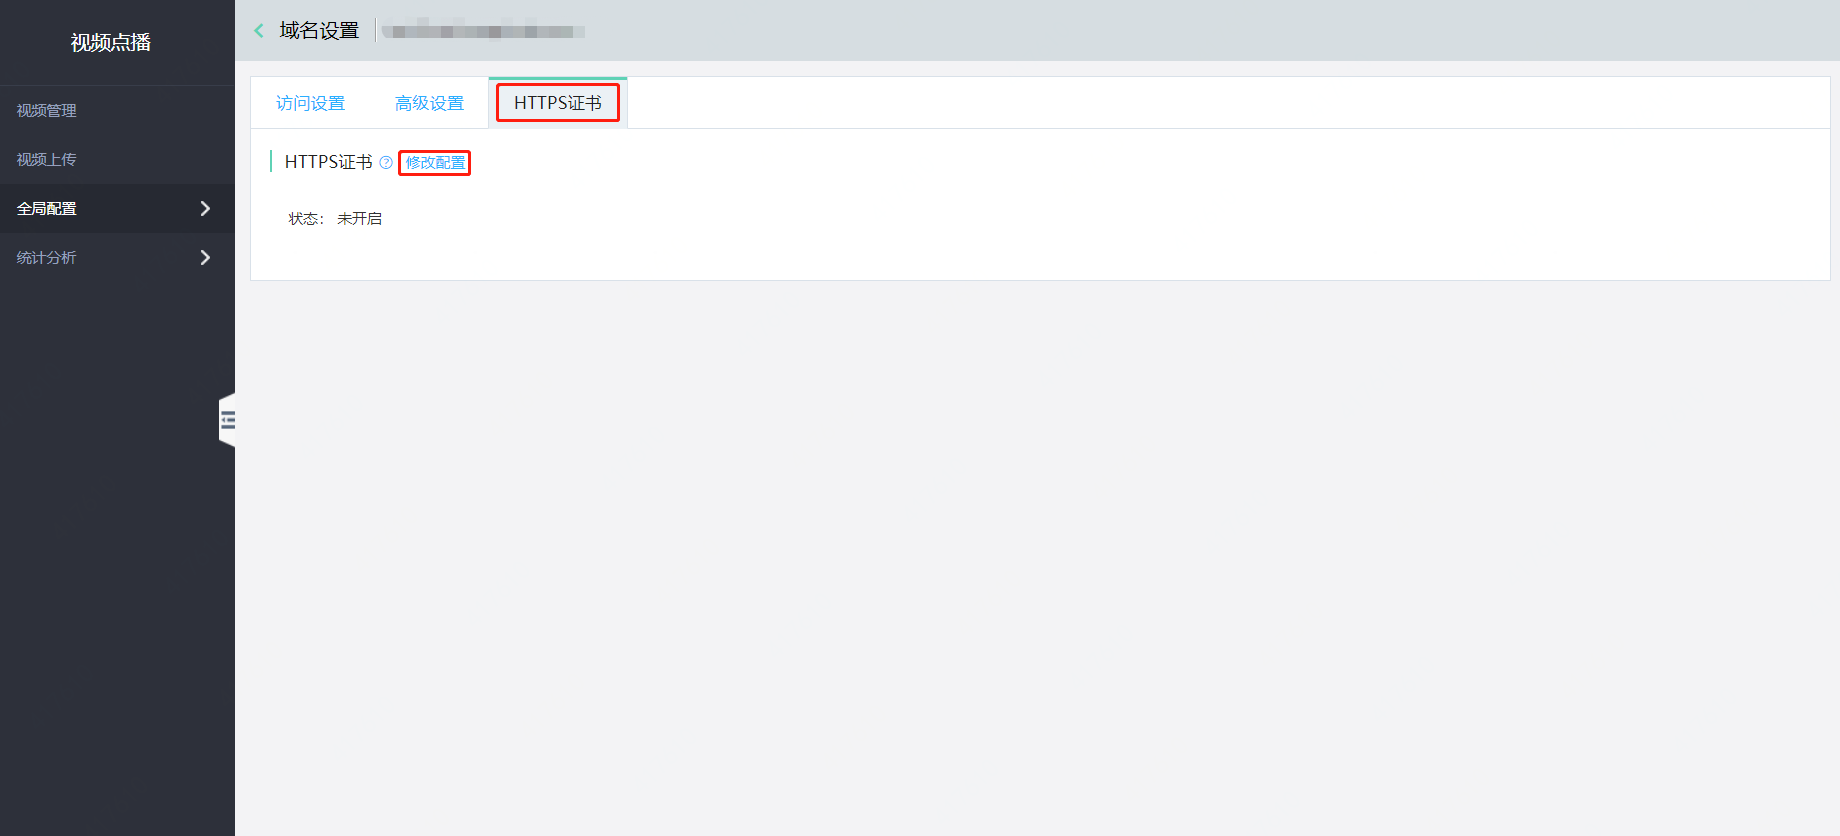 视频点播
视频管理
视频上传
全局配置
统计分析
域名设置
访问设置 高级设置 HTTPS证书
HTTPS证书 ? 修改配置
状态： 未开启